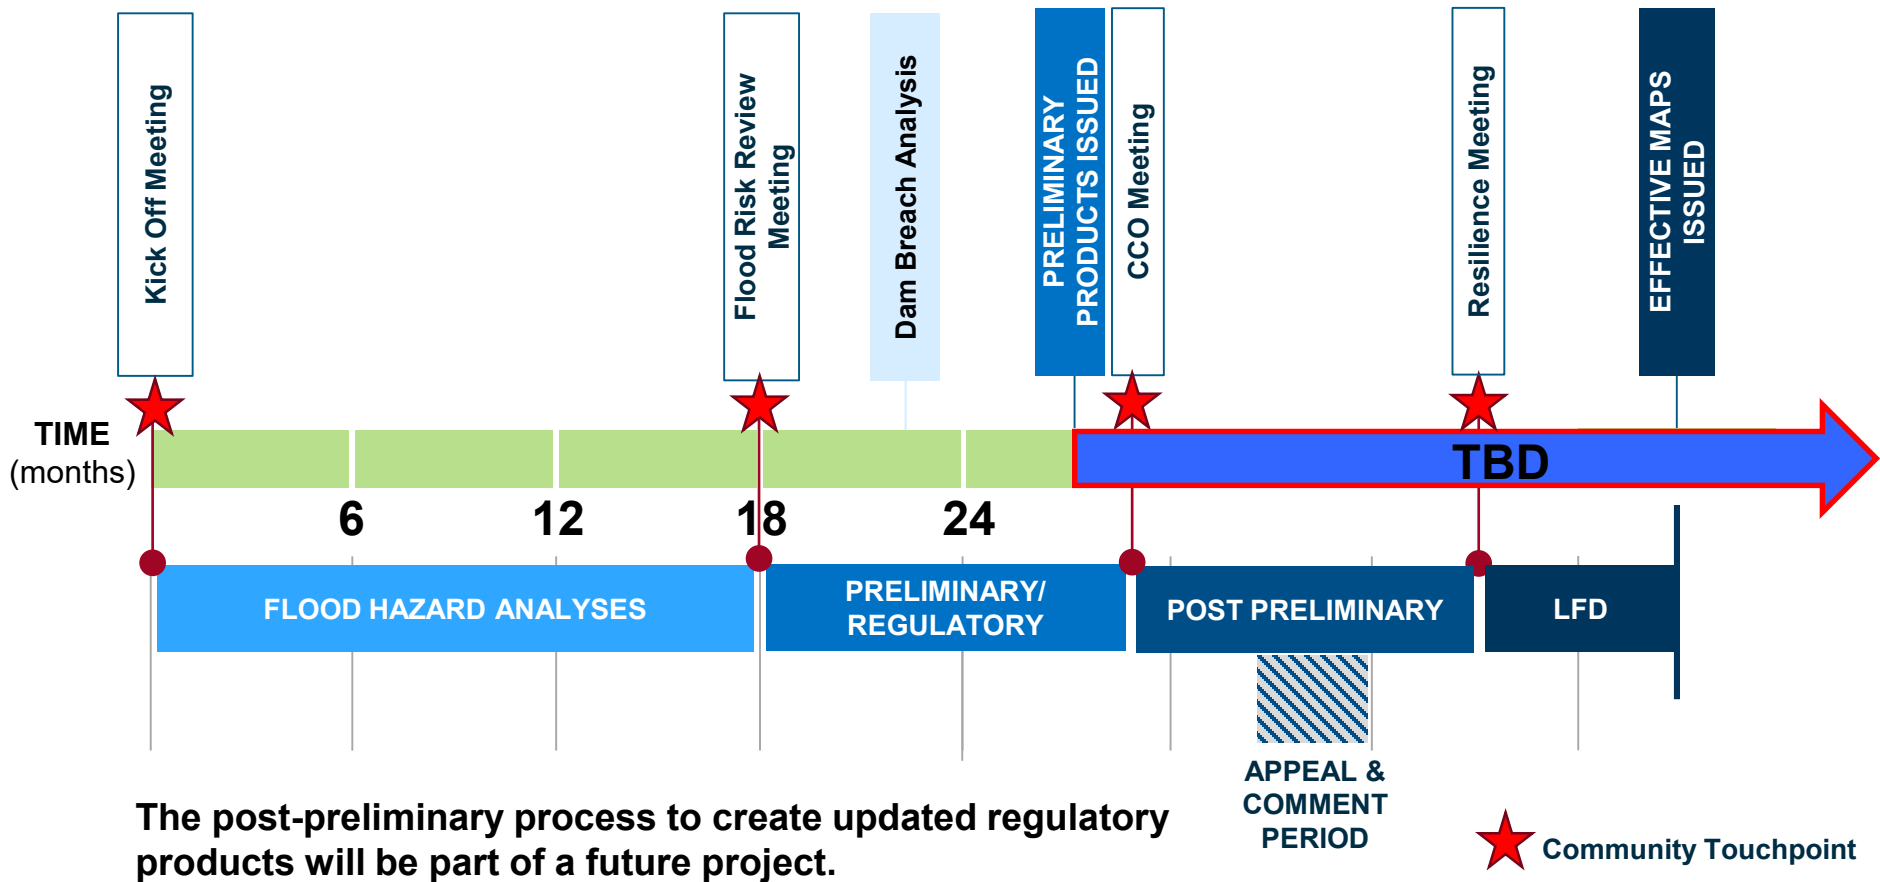 Kick Off Meeting
Flood Risk Review
Meeting
Dam Breach Analysis
PRELIMINARY
PRODUCTS ISSUED
CCO Meeting
Resilience Meeting
EFFECTIVE MAPS
ISSUED
TIME
(months)
TBD
6
12
18
24
FLOOD HAZARD ANALYSES
PRELIMINARY/
REGULATORY
POST PRELIMINARY
LFD
APPEAL &
COMMENT
PERIOD
The post-preliminary process to create updated regulatory
products will be part of a future project.
Community Touchpoint